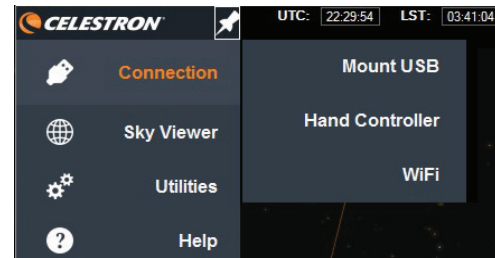 CELESTRON
UTC: 22:29:54 LST: 03:41:04
Connection
Mount USB
Sky Viewer
Hand Controller
Utilities
WiFi
? Help